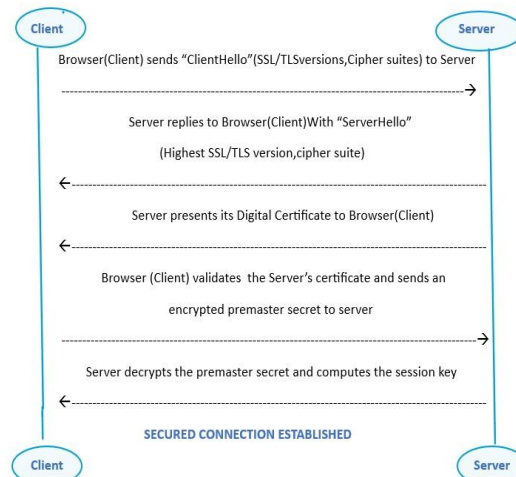 Client
Server
Browser(Client) sends “ClientHello”(SSL/TLSversions,Cipher suites) to Server
Server replies to Browser(Client)With “ServerHello”
(Highest SSL/TLS version,cipher suite)
Server presents its Digital Certificate to Browser(Client)
Browser (Client) validates the Server’s certificate and sends an
encrypted premaster secret to server
Server decrypts the premaster secret and computes the session key
SECURED CONNECTION ESTABLISHED
Client
Server